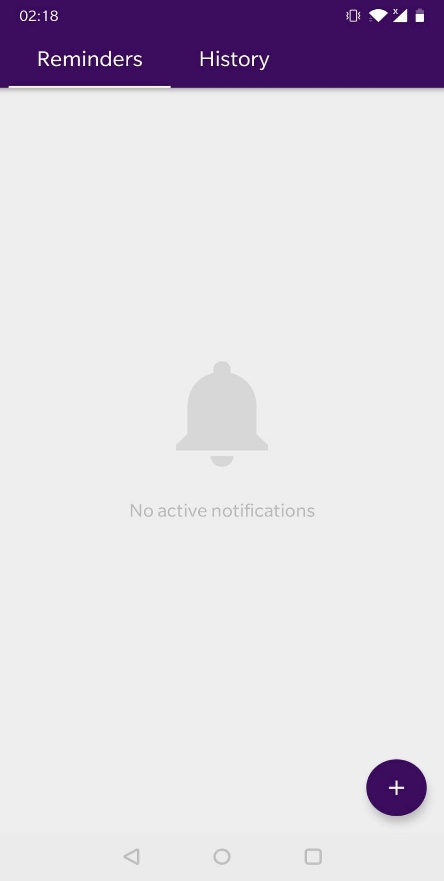 02:18
Reminders
History
No active notifications